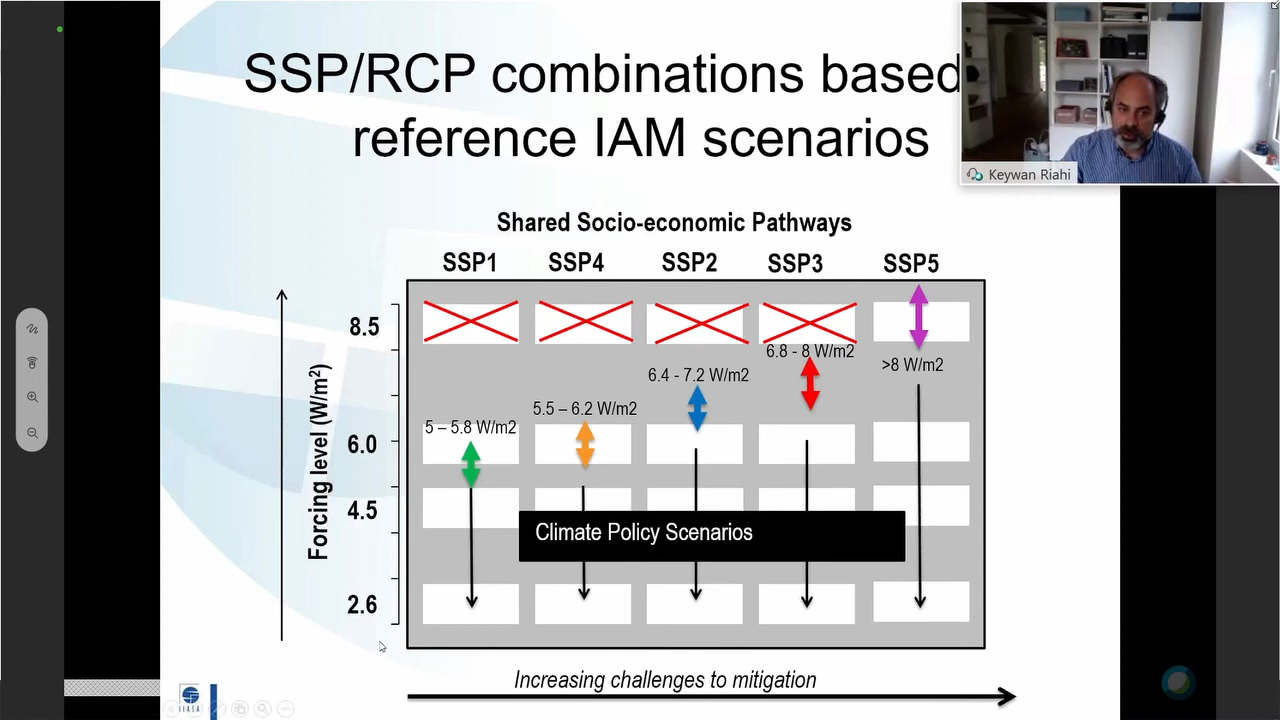 SSP/RCP combinations based
reference IAM scenarios
Keywan Riahi
Shared Socio-economic Pathways
SSP1 SSP4 SSP2 SSP3 SSP5
8.5
6.8 - 8 W/m2
>8 W/m2
6.4 - 7.2 W/m2
5.5 – 6.2 W/m2
5 – 5.8 W/m2
6.0
Forcing level (W/m²)
4.5
Climate Policy Scenarios
2.6
Increasing challenges to mitigation
IIASA